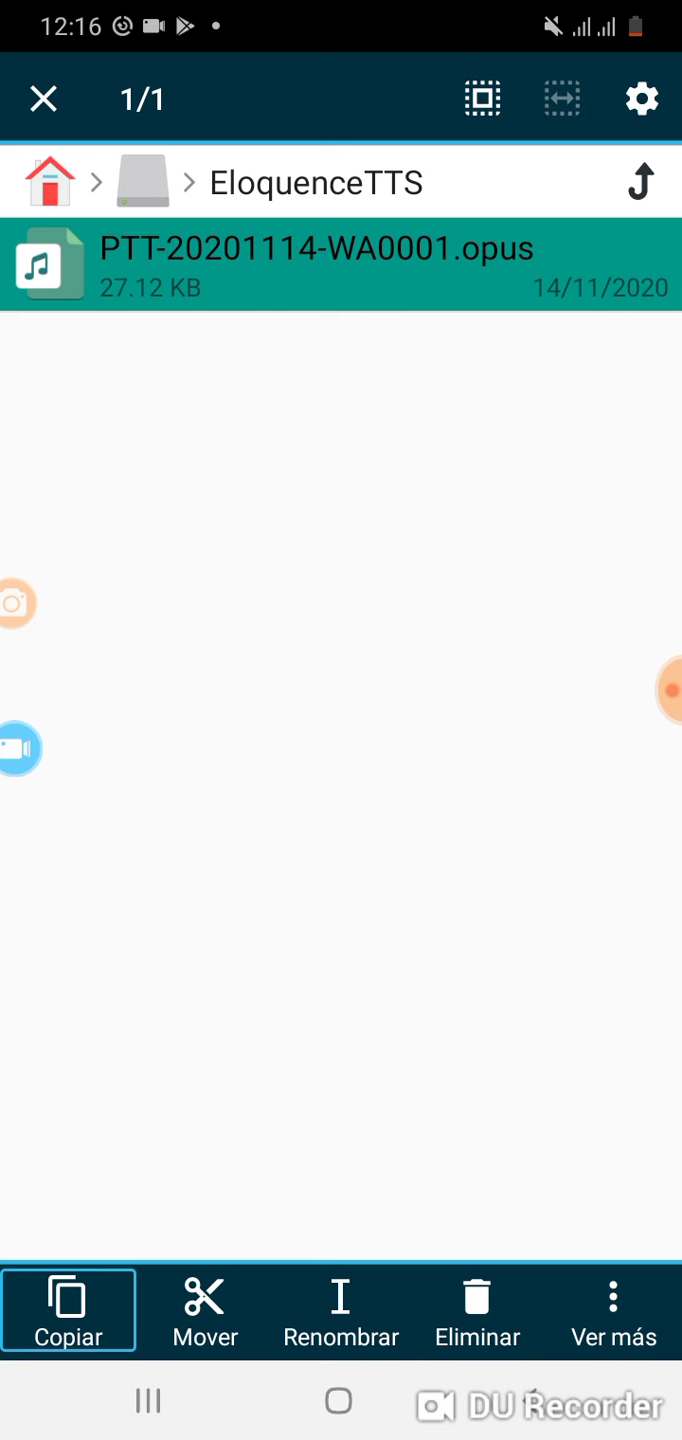 12:16
1/1
EloquenceTTS
PTT-20201114-WA0001.opus
27.12 KB 14/11/2020
Copiar Mover Renombrar Eliminar Ver más
DU Recorder